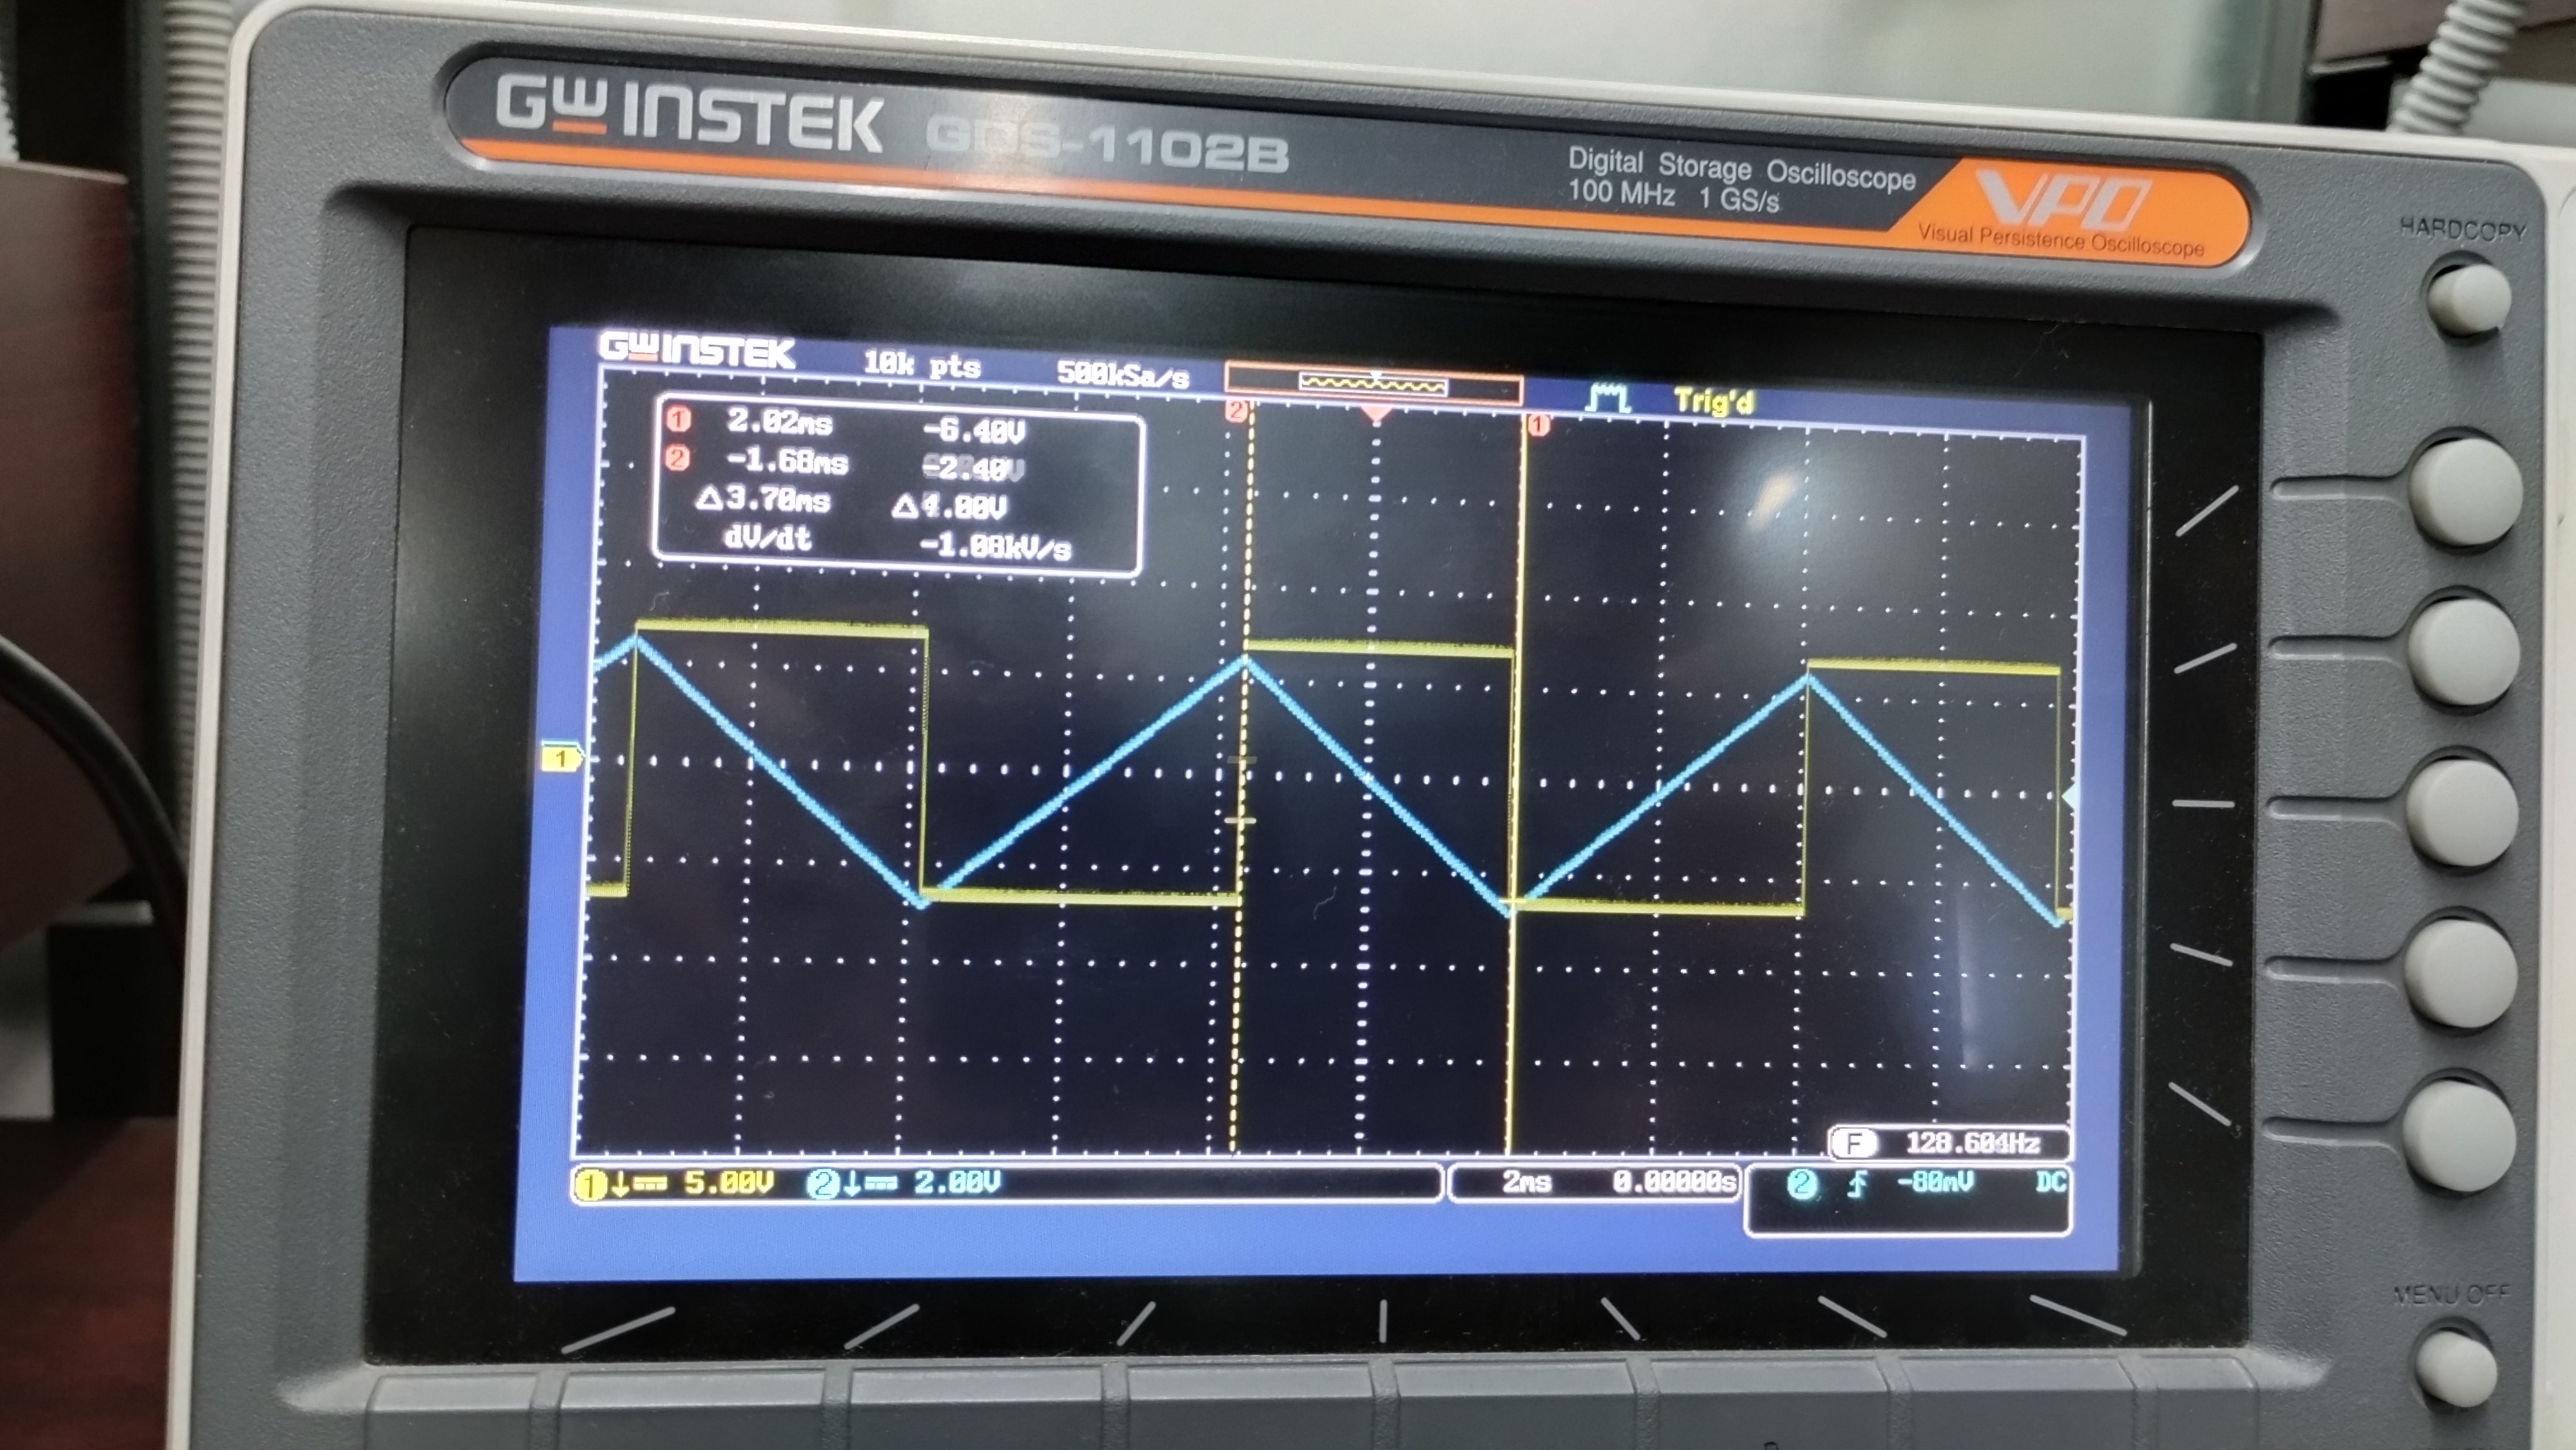 GW INSTEK GDS-1102B
Digital Storage Oscilloscope
100 MHz 1 GS/s
VPO
Visual Persistence Oscilloscope
HARDCOPY
GW INSTEK 10k pts 500kSa/s Trig'd
2 1
1 2.02ms -6.40V
2 -1.68ms -2.40V
△3.70ms △4.00V
dV/dt -1.08kV/s
1
F 128.604Hz
1 5.00V 2 2.00V 2ms 0.00000s 2 -80mV DC
MENU OFF